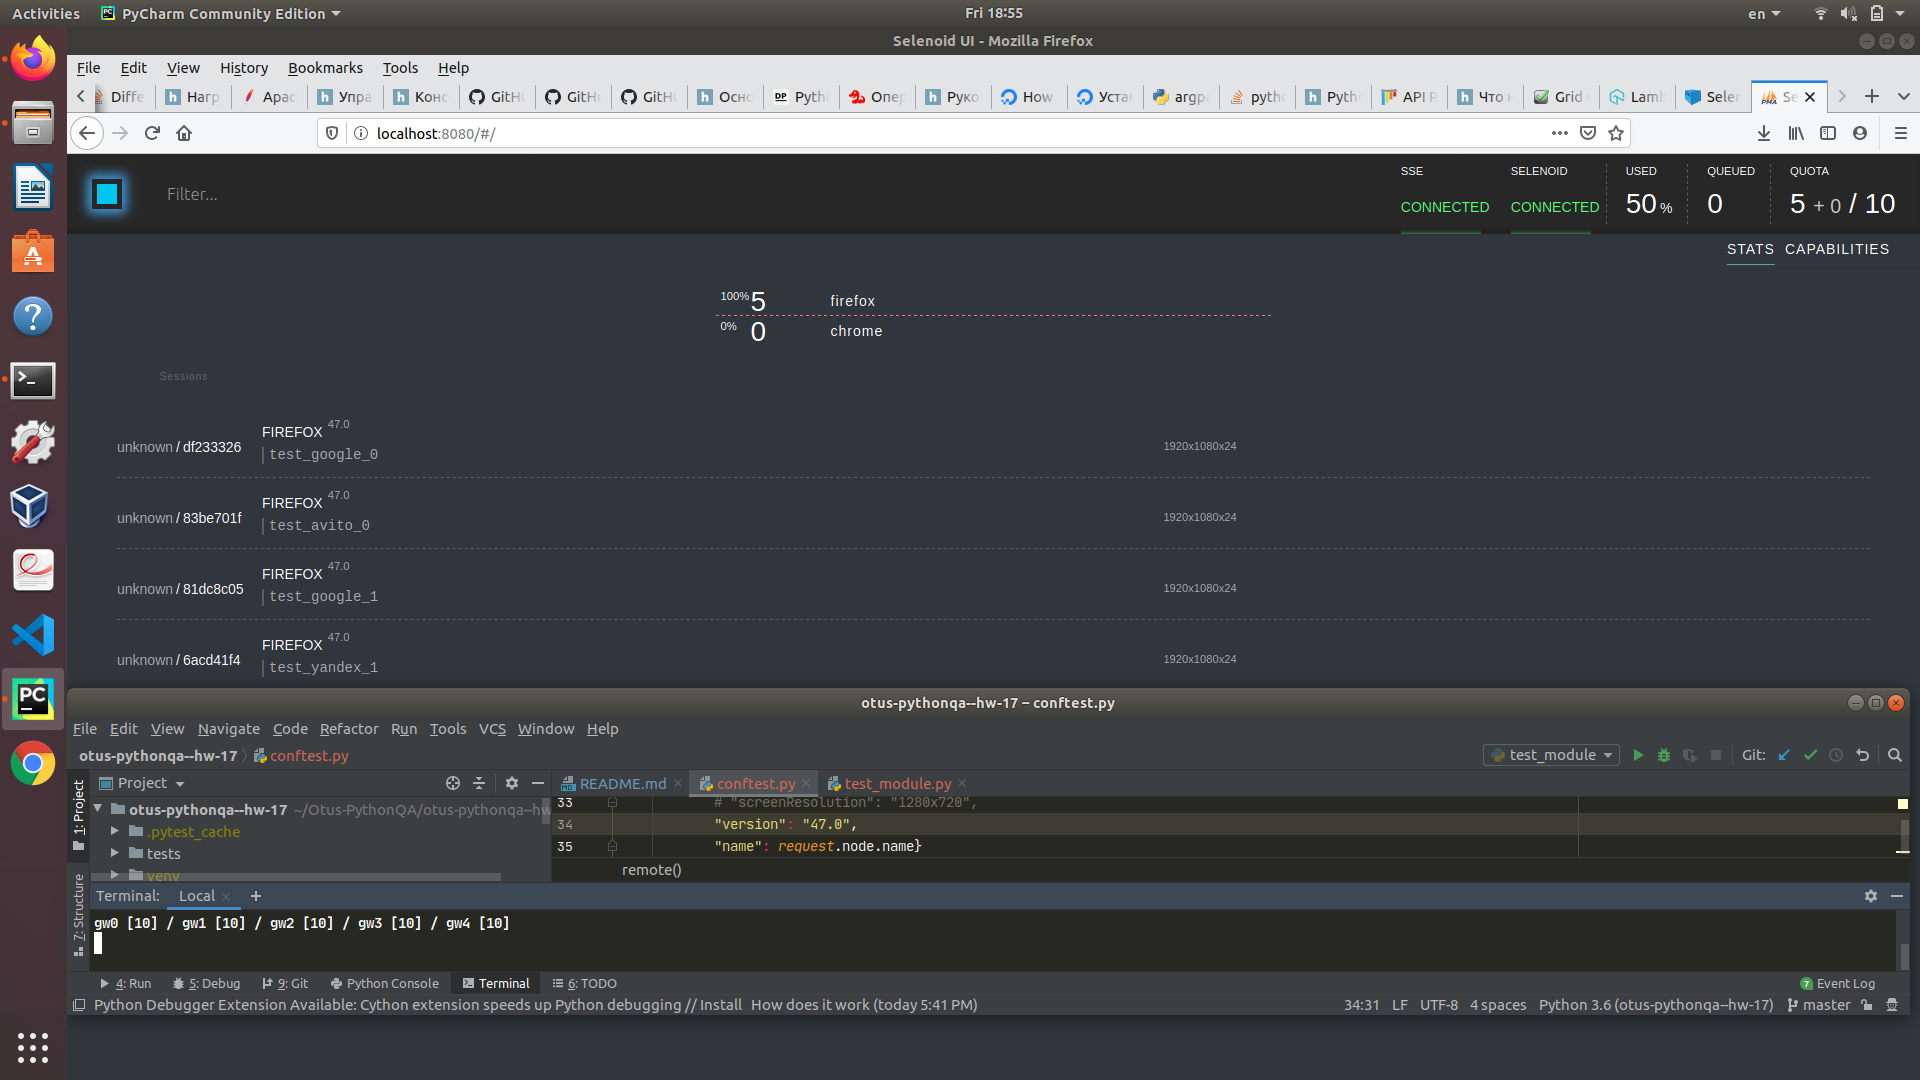 Activities PyCharm Community Edition Fri 18:55 en
Selenoid UI - Mozilla Firefox
File Edit View History Bookmarks Tools Help
Diffe Нагр Apac Упра Конс GitH GitH GitH Осно Pyth Опер Руко How Уста argp pytho Pyth API R Что н Grid Lamb Selen Se
localhost:8080/#/
Filter...
SSE SELENOID USED QUEUED QUOTA
CONNECTED CONNECTED 50 % 0 5 + 0 / 10
STATS CAPABILITIES
100% 5 firefox
0% 0 chrome
Sessions
FIREFOX 47.0
unknown / df233326 1920x1080x24
test_google_0
FIREFOX 47.0
unknown / 83be701f 1920x1080x24
test_avito_0
FIREFOX 47.0
unknown / 81dc8c05 1920x1080x24
test_google_1
FIREFOX 47.0
unknown / 6acd41f4 1920x1080x24
test_yandex_1
otus-pythonqa--hw-17 – conftest.py
File Edit View Navigate Code Refactor Run Tools VCS Window Help
otus-pythonqa--hw-17 conftest.py test_module Git:
1: Project
Project README.md conftest.py test_module.py
otus-pythonqa--hw-17 ~/Otus-PythonQA/otus-pythonqa--hw
.pytest_cache
tests
venv
33 # "screenResolution": "1280x720",
34 "version": "47.0",
35 "name": request.node.name}
remote()
7: Structure
Terminal: Local
gw0 [10] / gw1 [10] / gw2 [10] / gw3 [10] / gw4 [10]
4: Run 5: Debug 9: Git Python Console Terminal 6: TODO 7 Event Log
Python Debugger Extension Available: Cython extension speeds up Python debugging // Install How does it work (today 5:41 PM) 34:31 LF UTF-8 4 spaces Python 3.6 (otus-pythonqa--hw-17) master